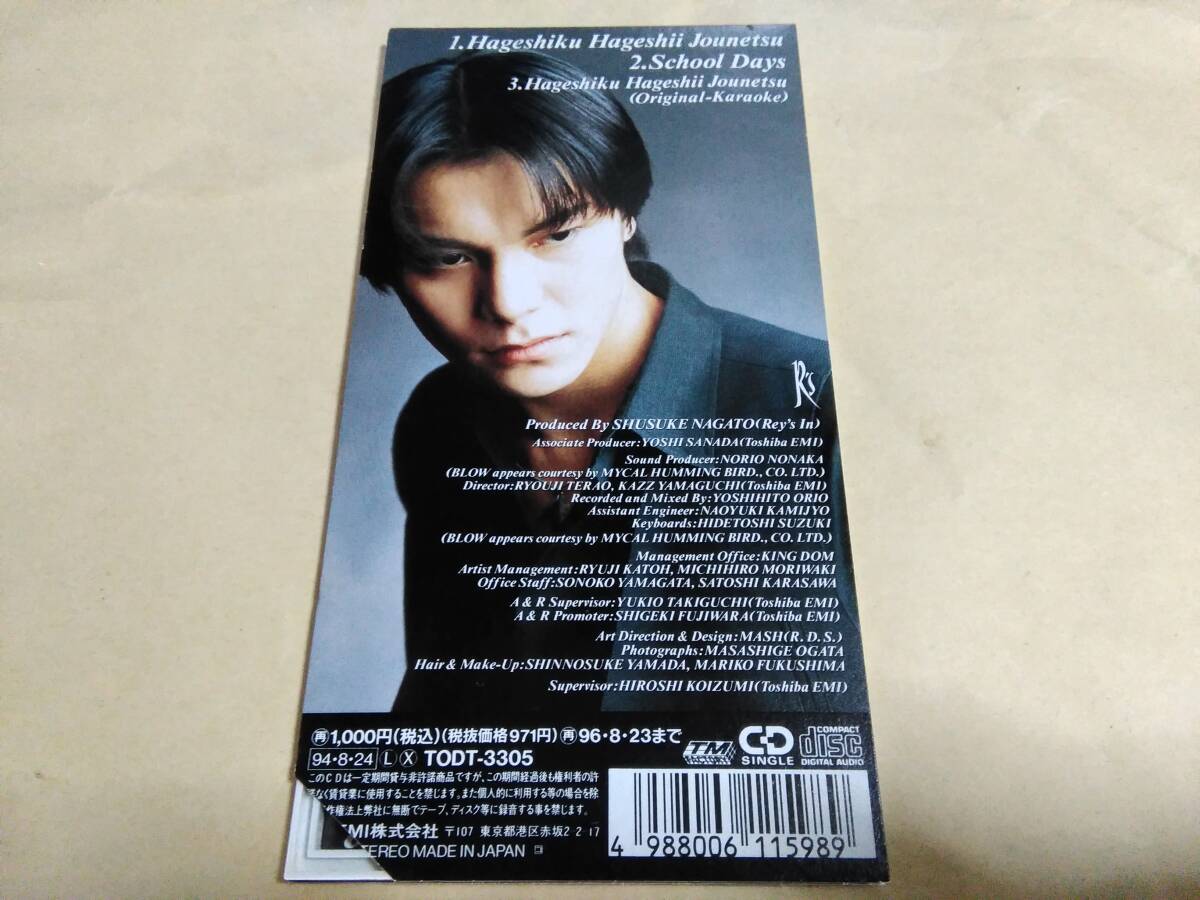 1.Hageshiku Hageshii Jounetsu
2.School Days
3.Hageshiku Hageshii Jounetsu
(Original-Karaoke)
R's
Produced By SHUSUKE NAGATO(Rey's In)
Associate Producer:YOSHI SANADA(Toshiba EMI)
Sound Producer:NORIO NONAKA
(BLOW appears courtesy by MYCAL HUMMING BIRD., CO. LTD.)
Director:RYOUJI TERAO, KAZZ YAMAGUCHI(Toshiba EMI)
Recorded and Mixed By:YOSHIHITO ORIO
Assistant Engineer:NAOYUKI KAMIJYO
Keyboards:HIDETOSHI SUZUKI
(BLOW appears courtesy by MYCAL HUMMING BIRD., CO. LTD.)
Management Office:KING DOM
Artist Management:RYUJI KATOH, MICHIHIRO MORIWAKI
Office Staff:SONOKO YAMAGATA, SATOSHI KARASAWA
A & R Supervisor:YUKIO TAKIGUCHI(Toshiba EMI)
A & R Promoter:SHIGEKI FUJIWARA(Toshiba EMI)
Art Direction & Design:MASH(R.D.S.)
Photographs:MASASHIGE OGATA
Hair & Make-Up:SHINNOSUKE YAMADA, MARIKO FUKUSHIMA
Supervisor:HIROSHI KOIZUMI(Toshiba EMI)
再1,000円(税込)(税抜価格971円)再96・8・23まで
TM FACTORY
CD SINGLE
COMPACT disc DIGITAL AUDIO
94・8・24 L X TODT-3305
このCDは一定期間貸与非許諾商品ですが、この期間経過後も権利者の許
なく賃貸業に使用することを禁じます。また個人的に利用する等の場合を除
作権法上弊社に無断でテープ、ディスク等に録音する事を禁じます。
EMI株式会社 〒107 東京都港区赤坂2-2-17
STEREO MADE IN JAPAN
4 988006 115989